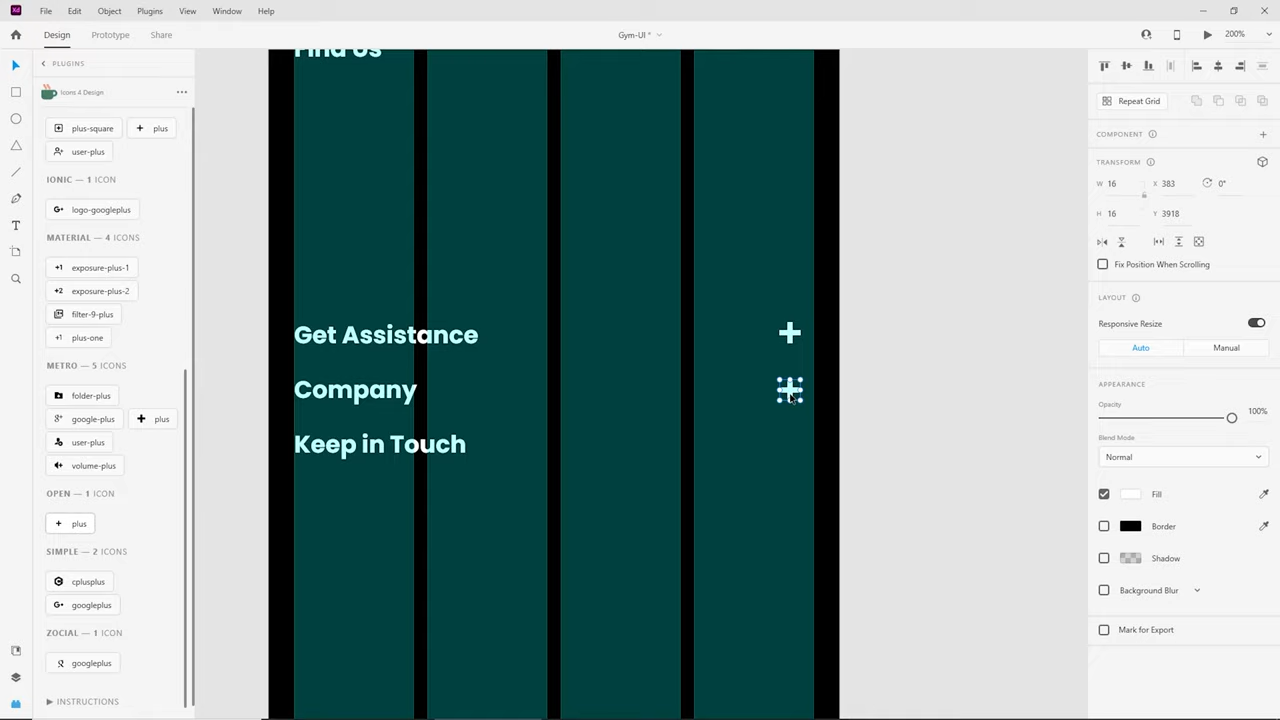 Xd File Edit Object Plugins View Window Help
Design Prototype Share Gym-UI * 200%
PLUGINS
Icons 4 Design
plus-square plus
user-plus
IONIC — 1 ICON
G+ logo-googleplus
MATERIAL — 4 ICONS
+1 exposure-plus-1
+2 exposure-plus-2
filter-9-plus
+1 plus-one
METRO — 5 ICONS
folder-plus
google-plus plus
user-plus
volume-plus
OPEN — 1 ICON
plus
SIMPLE — 2 ICONS
cplusplus
G+ googleplus
ZOCIAL — 1 ICON
googleplus
INSTRUCTIONS
Find Us
Get Assistance
Company
Keep in Touch
Repeat Grid
COMPONENT
TRANSFORM
W 16 X 383 0°
H 16 Y 3918
Fix Position When Scrolling
LAYOUT
Responsive Resize
Auto Manual
APPEARANCE
Opacity
100%
Blend Mode
Normal
Fill
Border
Shadow
Background Blur
Mark for Export